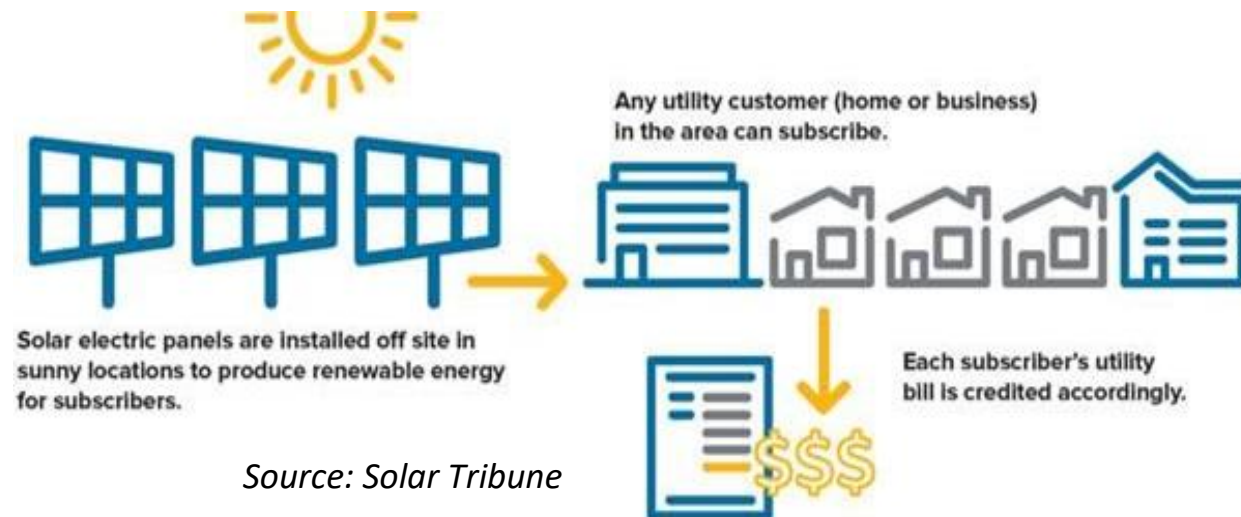 Any utility customer (home or business)
in the area can subscribe.
Solar electric panels are installed off site in
sunny locations to produce renewable energy
for subscribers.
Each subscriber's utility
bill is credited accordingly.
$$$
Source: Solar Tribune